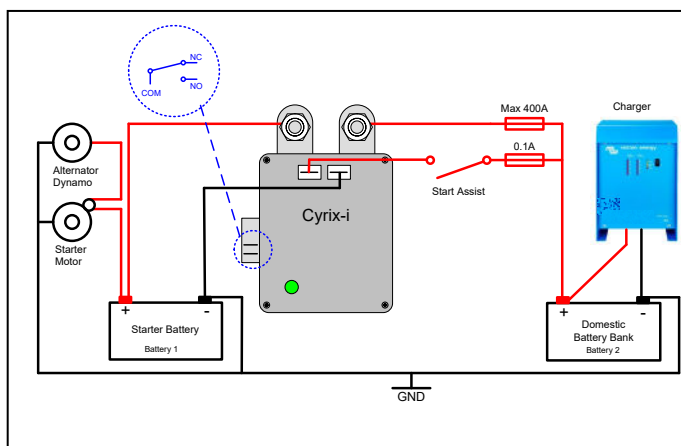 NC
COM
NO
Max 400A
Charger
0.1A
Alternator
Dynamo
Start Assist
Cyrix-i
Starter
Motor
+
-
Starter Battery
Battery 1
+
-
Domestic
Battery Bank
Battery 2
GND